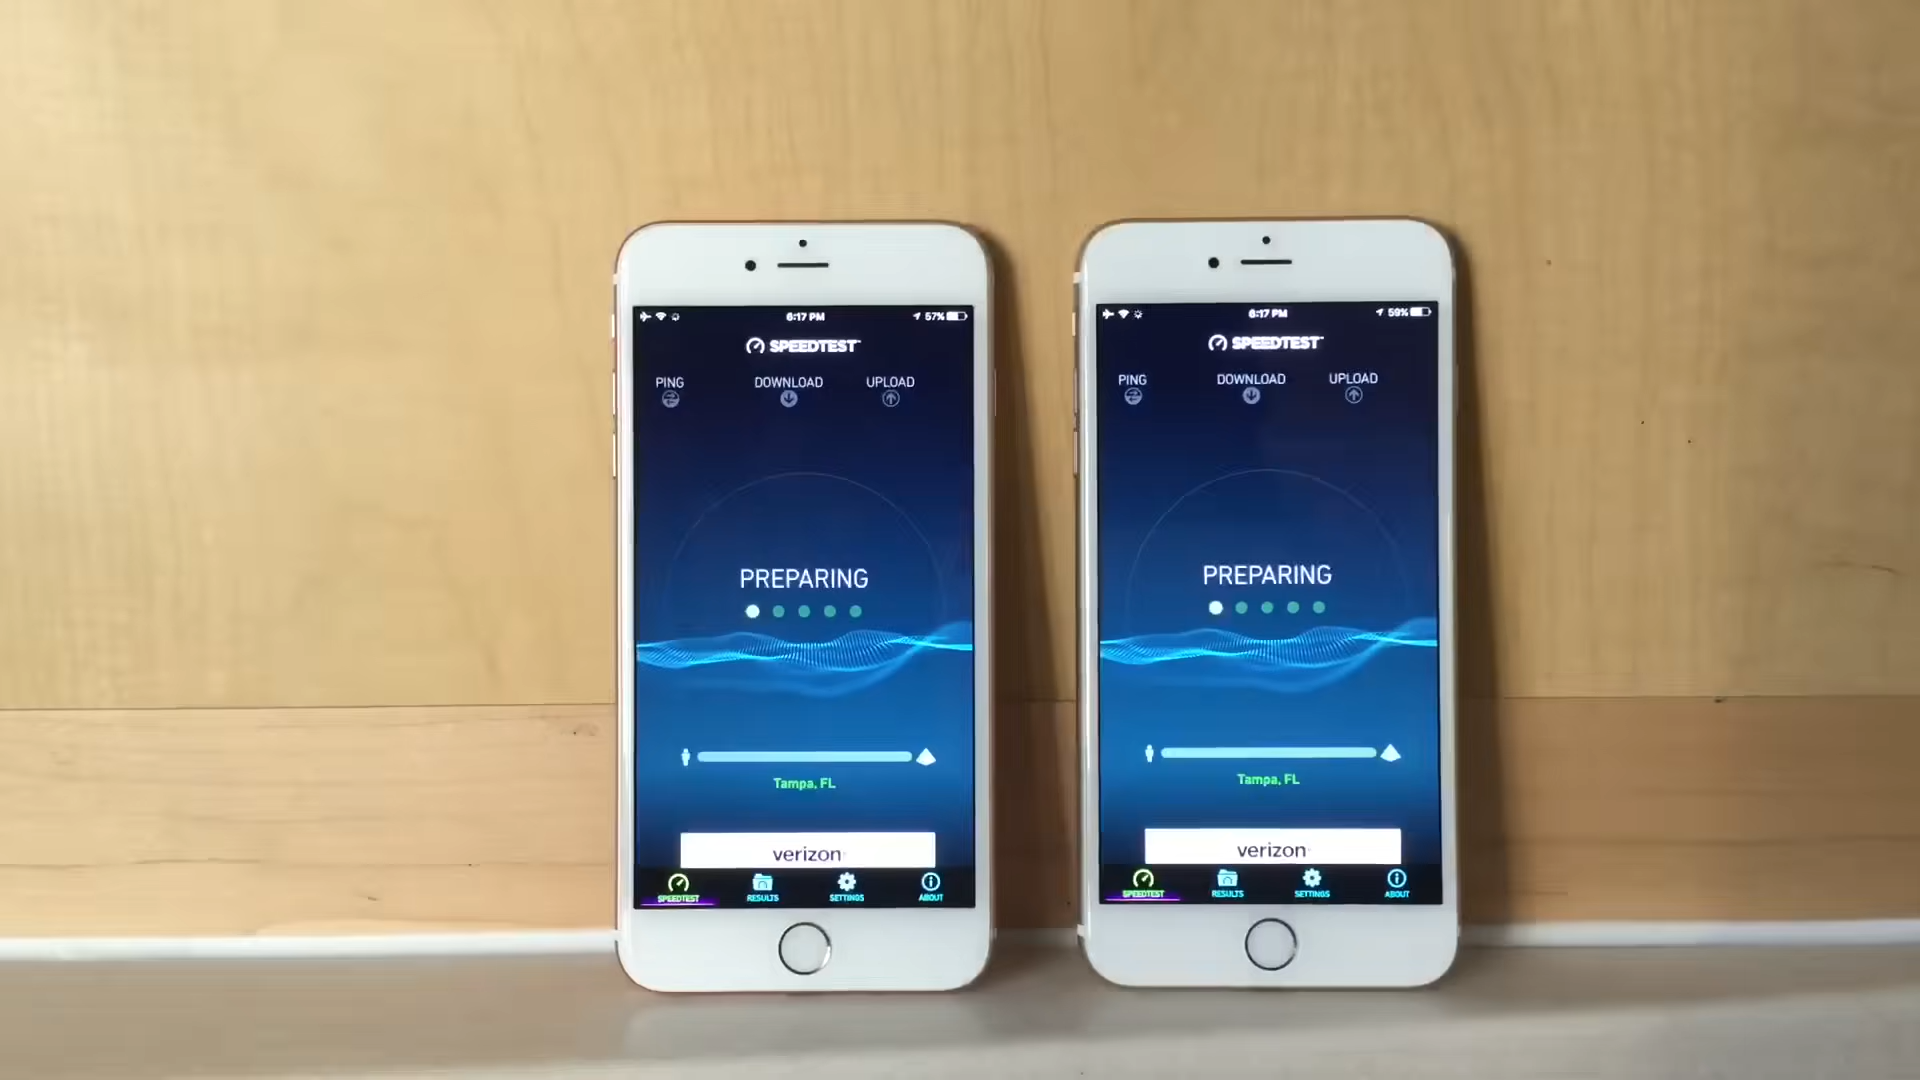 6:17 PM
57%
SPEEDTEST
PING
DOWNLOAD
UPLOAD
PREPARING
Tampa, FL
verizon
SPEEDTEST
RESULTS
SETTINGS
ABOUT
6:17 PM
59%
SPEEDTEST
PING
DOWNLOAD
UPLOAD
PREPARING
Tampa, FL
verizon
SPEEDTEST
RESULTS
SETTINGS
ABOUT